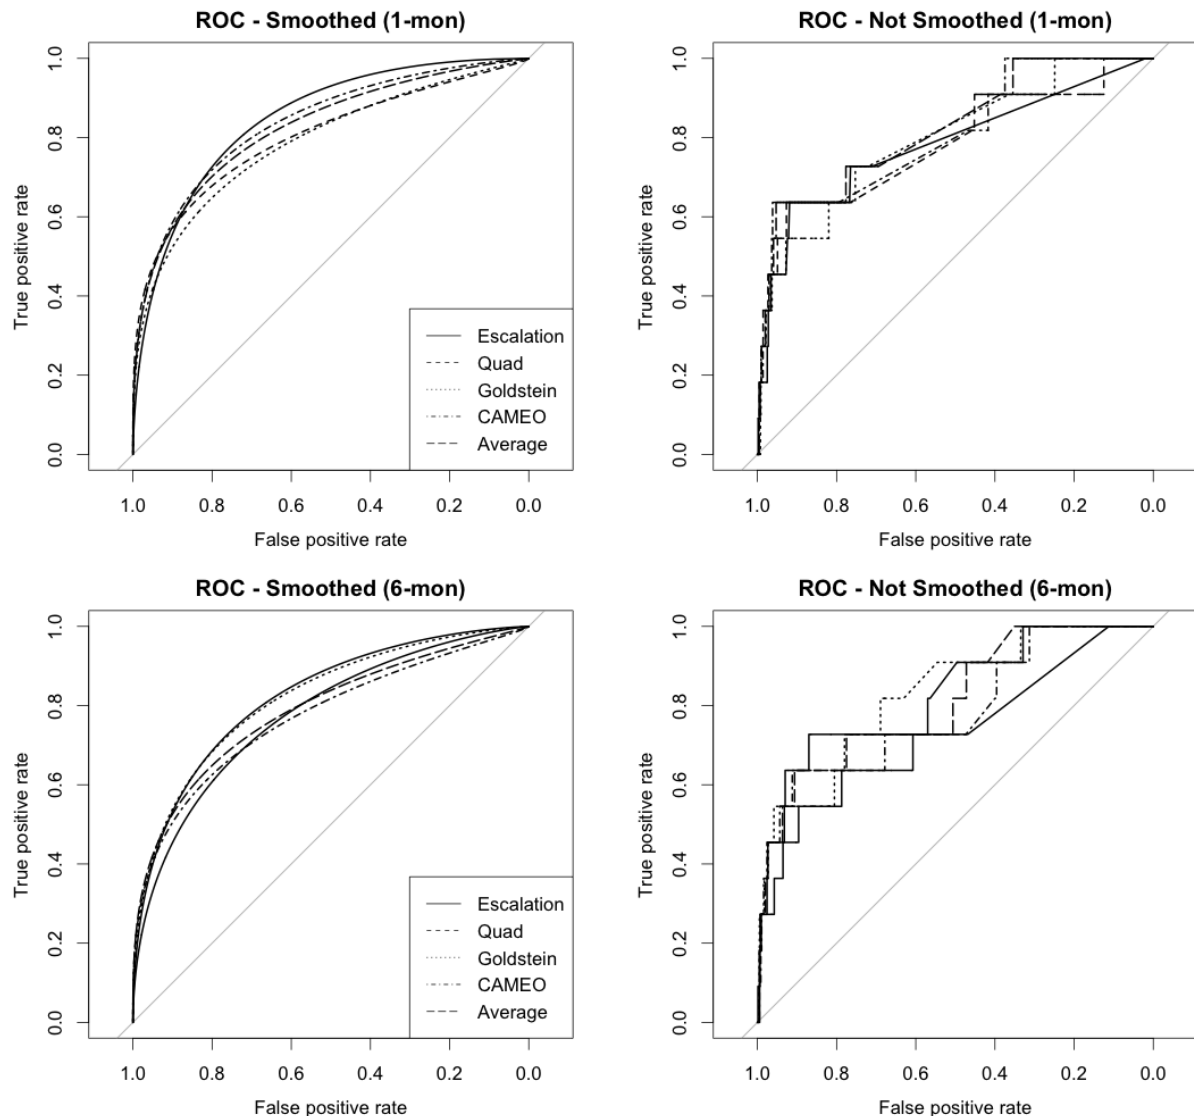 ROC - Smoothed (1-mon)
True positive rate
0.0 0.2 0.4 0.6 0.8 1.0
Escalation
Quad
Goldstein
CAMEO
Average
1.0 0.8 0.6 0.4 0.2 0.0
False positive rate
ROC - Not Smoothed (1-mon)
True positive rate
0.0 0.2 0.4 0.6 0.8 1.0
1.0 0.8 0.6 0.4 0.2 0.0
False positive rate
ROC - Smoothed (6-mon)
True positive rate
0.0 0.2 0.4 0.6 0.8 1.0
Escalation
Quad
Goldstein
CAMEO
Average
1.0 0.8 0.6 0.4 0.2 0.0
False positive rate
ROC - Not Smoothed (6-mon)
True positive rate
0.0 0.2 0.4 0.6 0.8 1.0
1.0 0.8 0.6 0.4 0.2 0.0
False positive rate